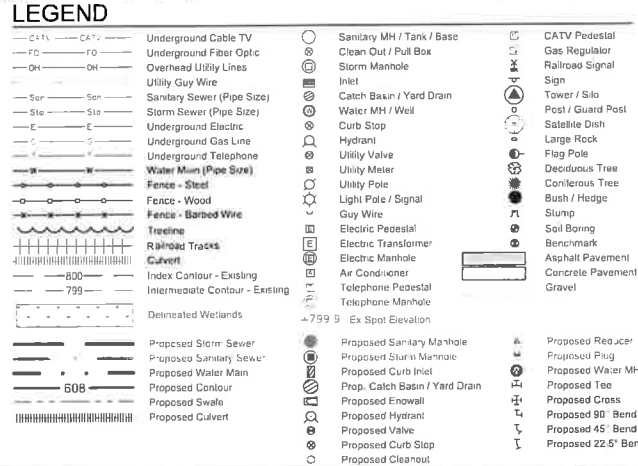 LEGEND
CATV CATV Underground Cable TV
FO FO Underground Fiber Optic
OH OH Overhead Utility Lines
Utility Guy Wire
San San Sanitary Sewer (Pipe Size)
Sto Sto Storm Sewer (Pipe Size)
E E Underground Electric
G G Underground Gas Line
Underground Telephone
W W Water Main (Pipe Size)
Fence - Steel
Fence - Wood
Fence - Barbed Wire
Treeline
Railroad Tracks
Culvert
800 Index Contour - Existing
799 Intermediate Contour - Existing
Delineated Wetlands
Proposed Storm Sewer
Proposed Sanitary Sewer
Proposed Water Main
608 Proposed Contour
Proposed Swale
Proposed Culvert
Sanitary MH / Tank / Base
Clean Out / Pull Box
Storm Manhole
Inlet
Catch Basin / Yard Drain
W Water MH / Well
Curb Stop
Hydrant
Utility Valve
Utility Meter
Utility Pole
Light Pole / Signal
Guy Wire
E Electric Pedestal
E Electric Transformer
E Electric Manhole
A Air Conditioner
Telephone Pedestal
Telephone Manhole
799.9 Ex Spot Elevation
Proposed Sanitary Manhole
Proposed Storm Manhole
Proposed Curb Inlet
Prop. Catch Basin / Yard Drain
Proposed Endwall
Proposed Hydrant
Proposed Valve
Proposed Curb Stop
Proposed Cleanout
CATV Pedestal
Gas Regulator
Railroad Signal
Sign
Tower / Silo
Post / Guard Post
Satellite Dish
Large Rock
Flag Pole
Deciduous Tree
Coniferous Tree
Bush / Hedge
Stump
Soil Boring
Benchmark
Asphalt Pavement
Concrete Pavement
Gravel
Proposed Reducer
Proposed Plug
Proposed Water MH
Proposed Tee
Proposed Cross
Proposed 90° Bend
Proposed 45° Bend
Proposed 22.5° Ben